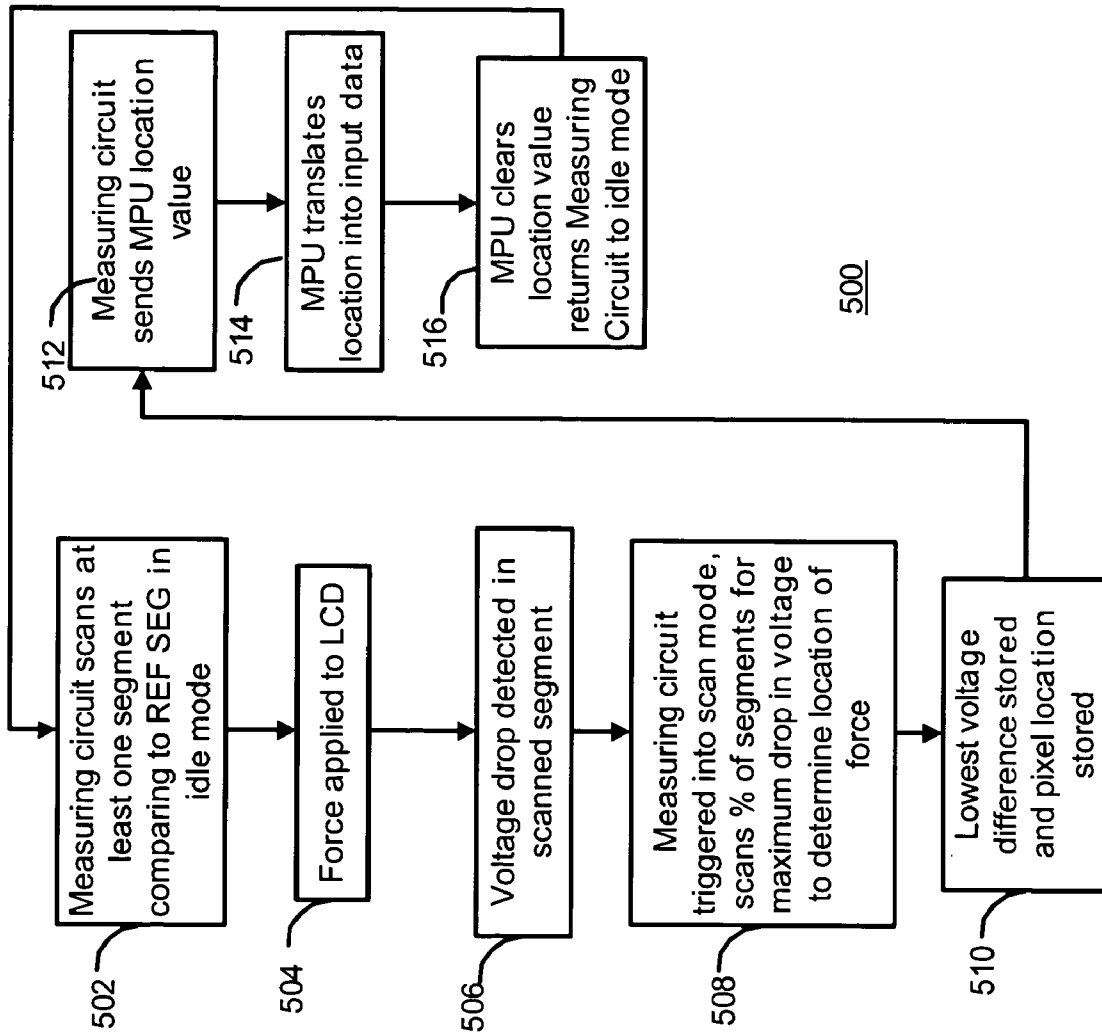 502
Measuring circuit scans at
least one segment
comparing to REF SEG in
idle mode
504
Force applied to LCD
506
Voltage drop detected in
scanned segment
508
Measuring circuit
triggered into scan mode,
scans % of segments for
maximum drop in voltage
to determine location of
force
510
Lowest voltage
difference stored
and pixel location
stored
512
Measuring circuit
sends MPU location
value
514
MPU translates
location into input data
516
MPU clears
location value
returns Measuring
Circuit to idle mode
500